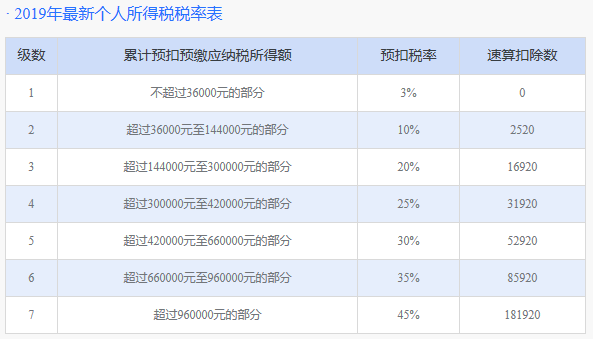 · 2019年最新个人所得税税率表
级数 累计预扣预缴应纳税所得额 预扣税率 速算扣除数
1 不超过36000元的部分 3% 0
2 超过36000元至144000元的部分 10% 2520
3 超过144000元至300000元的部分 20% 16920
4 超过300000元至420000元的部分 25% 31920
5 超过420000元至660000元的部分 30% 52920
6 超过660000元至960000元的部分 35% 85920
7 超过960000元的部分 45% 181920